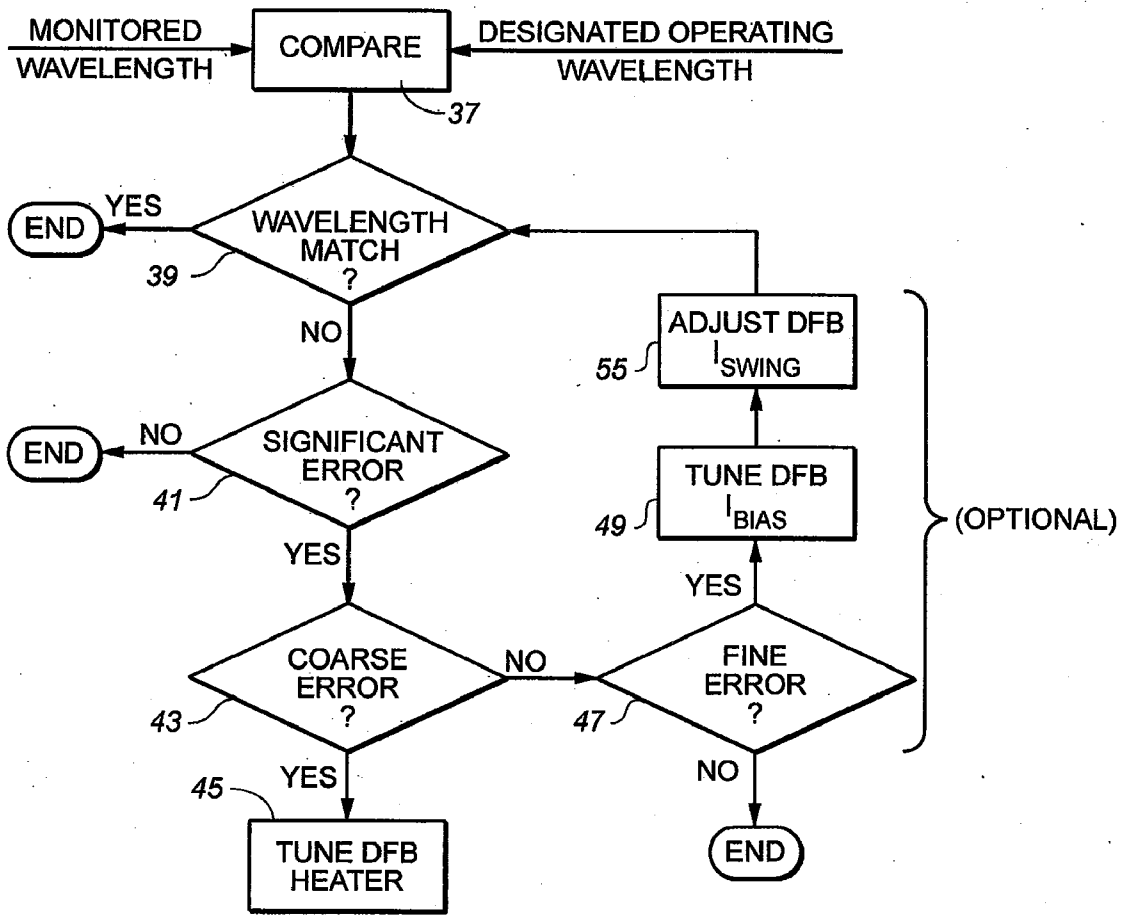 MONITORED
WAVELENGTH
COMPARE
DESIGNATED OPERATING
WAVELENGTH
37
END
YES
WAVELENGTH
MATCH
?
39
NO
ADJUST DFB
I SWING
55
END
NO
SIGNIFICANT
ERROR
?
41
TUNE DFB
I BIAS
49
(OPTIONAL)
YES
YES
COARSE
ERROR
?
43
NO
FINE
ERROR
?
47
YES
NO
45
TUNE DFB
HEATER
END